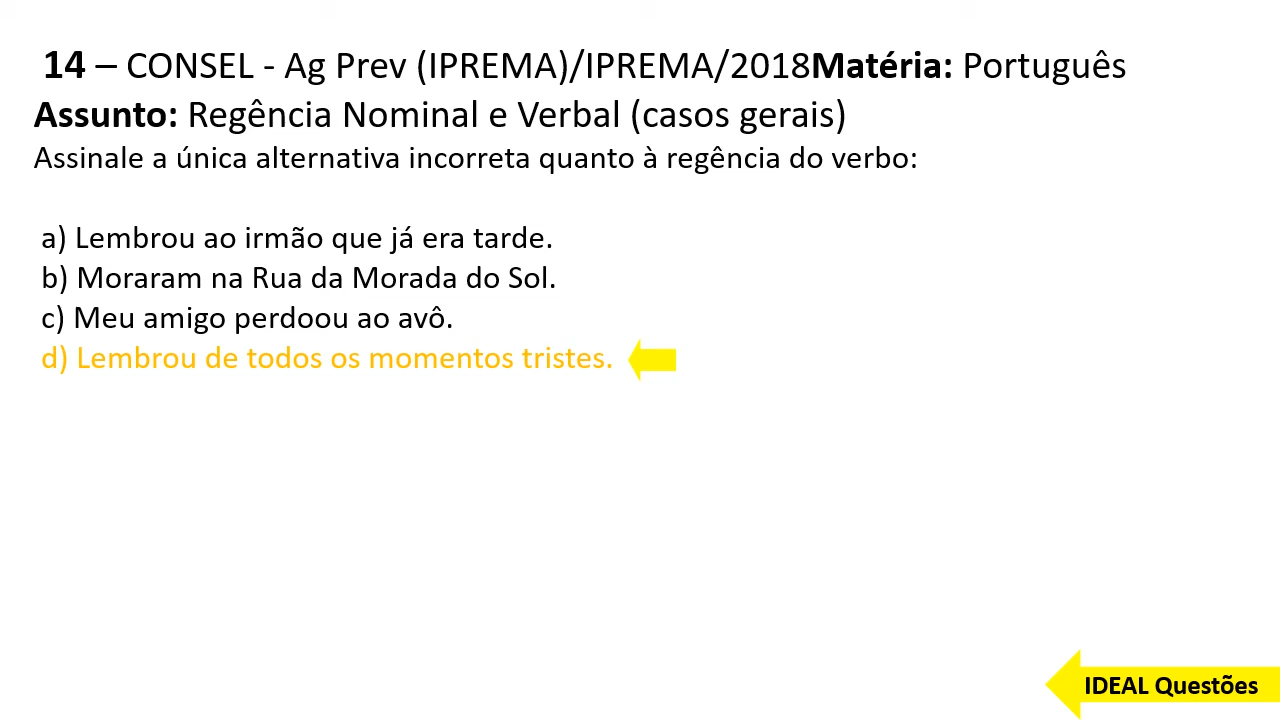 14 – CONSEL - Ag Prev (IPREMA)/IPREMA/2018Matéria: Português
Assunto: Regência Nominal e Verbal (casos gerais)
Assinale a única alternativa incorreta quanto à regência do verbo:
a) Lembrou ao irmão que já era tarde.
b) Moraram na Rua da Morada do Sol.
c) Meu amigo perdoou ao avô.
d) Lembrou de todos os momentos tristes.
IDEAL Questões